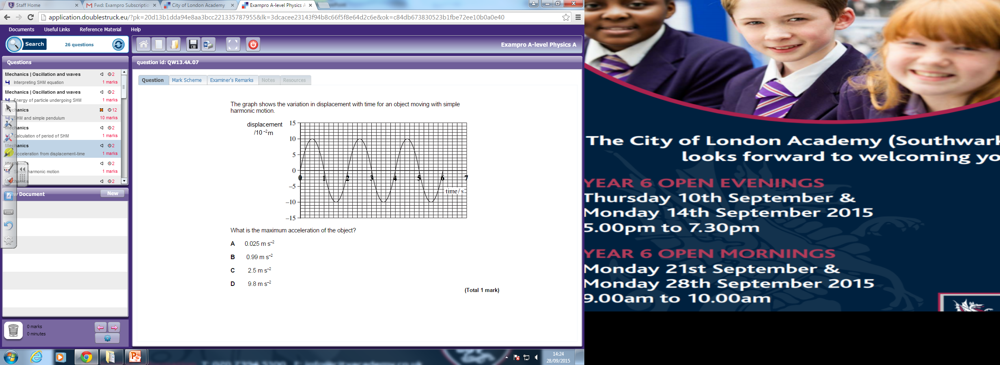 Staff Home
Fwd: Exampro Subscriptio
City of London Academy
Exampro A-level Physics A
application.doublestruck.eu/?pk=20d13b1dda94e8aa3bcc221335787955&lk=3dcacee23143f94b8c66f5f8e64d2c6e&ok=c84db673830523b1fbe72ee10b0a0e40
Documents Useful Links Reference Material Help
Search 26 questions
Exampro A-level Physics A
Questions
Mechanics | Oscillation and waves 2
Interpreting SHM equation 1 marks
Mechanics | Oscillation and waves 2
Energy of particle undergoing SHM 1 marks
Mechanics 12
SHM and simple pendulum 10 marks
Mechanics 2
Calculation of period of SHM 1 marks
Mechanics 2
Acceleration from displacement-time 1 marks
Mechanics 2
Simple harmonic motion 1 marks
Mechanics 2
Document New
0 marks
0 minutes
question id: QW13.4A.07
Question Mark Scheme Examiner's Remarks Notes Resources
The graph shows the variation in displacement with time for an object moving with simple
harmonic motion.
displacement
/10⁻²m
15
10
5
0
–5
–10
–15
0 1 2 3 4 5 6 7
time/s
What is the maximum acceleration of the object?
A 0.025 m s⁻²
B 0.99 m s⁻²
C 2.5 m s⁻²
D 9.8 m s⁻²
(Total 1 mark)
14:24
28/09/2015
The City of London Academy (Southwark
looks forward to welcoming yo
YEAR 6 OPEN EVENINGS
Thursday 10th September &
Monday 14th September 2015
5.00pm to 7.30pm
YEAR 6 OPEN MORNINGS
Monday 21st September &
Monday 28th September 2015
9.00am to 10.00am